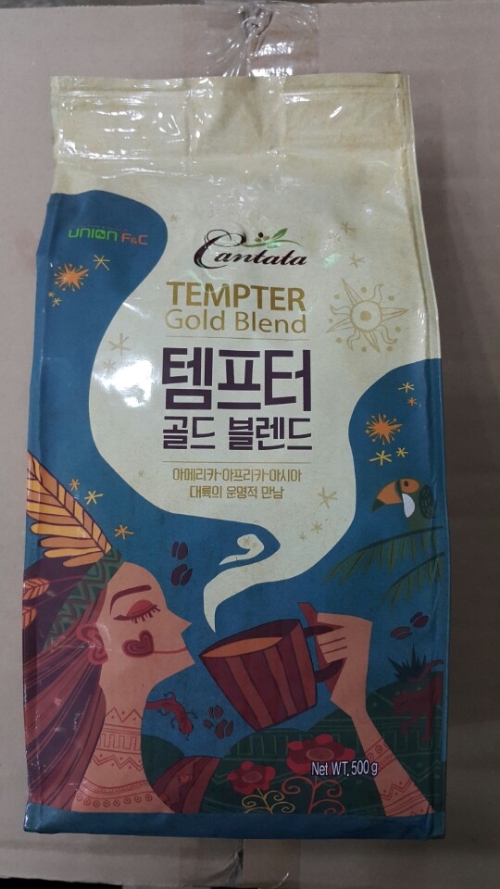 UNION F&C
Cantata
TEMPTER
Gold Blend
템프터
골드 블렌드
아메리카·아프리카·아시아
대륙의 운명적 만남
Net WT. 500 g